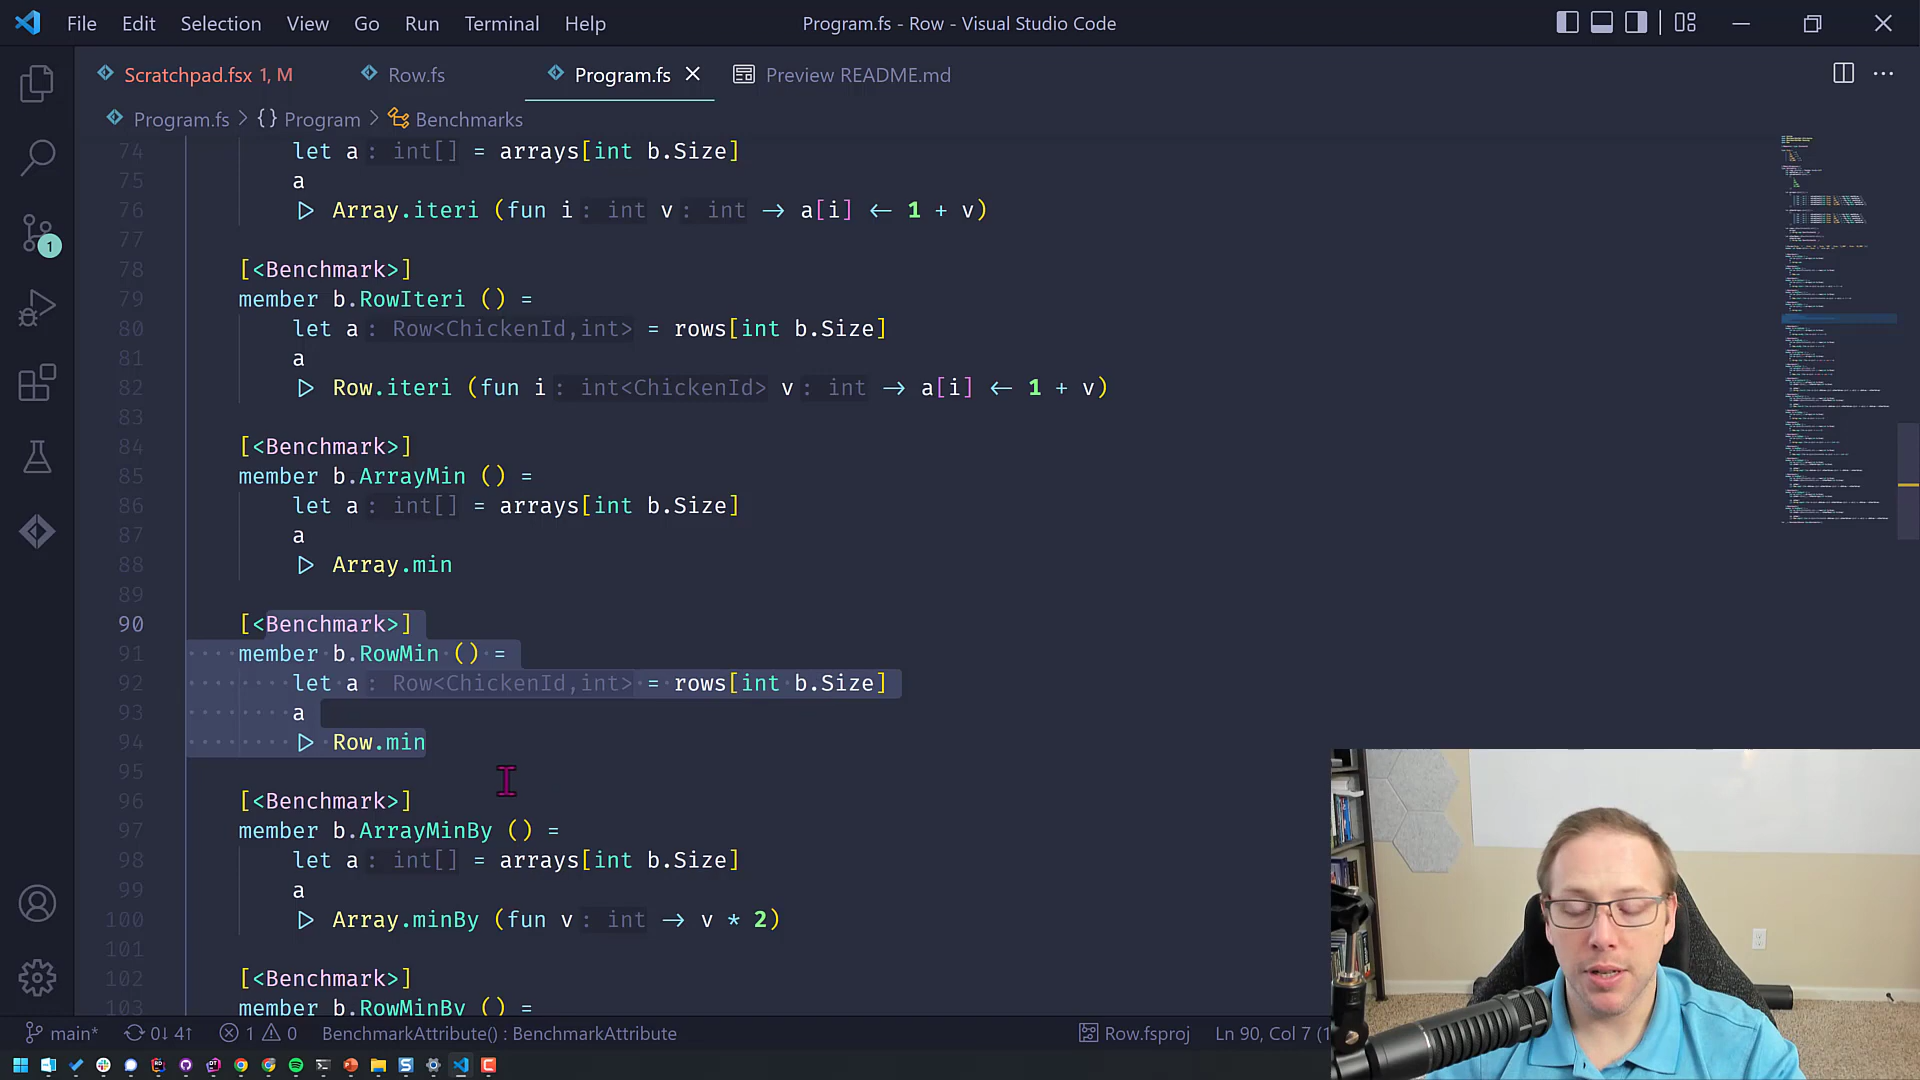 File Edit Selection View Go Run Terminal Help Program.fs - Row - Visual Studio Code
Scratchpad.fsx 1, M Row.fs Program.fs Preview README.md
Program.fs > {} Program > Benchmarks
74 let a : int[] = arrays[int b.Size]
75 a
76 ▷ Array.iteri (fun i : int v : int → a[i] ← 1 + v)
77
78 [<Benchmark>]
79 member b.RowIteri () =
80 let a : Row<ChickenId,int> = rows[int b.Size]
81 a
82 ▷ Row.iteri (fun i : int<ChickenId> v : int → a[i] ← 1 + v)
83
84 [<Benchmark>]
85 member b.ArrayMin () =
86 let a : int[] = arrays[int b.Size]
87 a
88 ▷ Array.min
89
90 [<Benchmark>]
91 member b.RowMin () =
92 let a : Row<ChickenId,int> = rows[int b.Size]
93 a
94 ▷ Row.min
95
96 [<Benchmark>]
97 member b.ArrayMinBy () =
98 let a : int[] = arrays[int b.Size]
99 a
100 ▷ Array.minBy (fun v : int → v * 2)
101
102 [<Benchmark>]
103 member b.RowMinBy () =
1
main* 0↓ 4↑ 1 0 BenchmarkAttribute() : BenchmarkAttribute Row.fsproj Ln 90, Col 7 (1